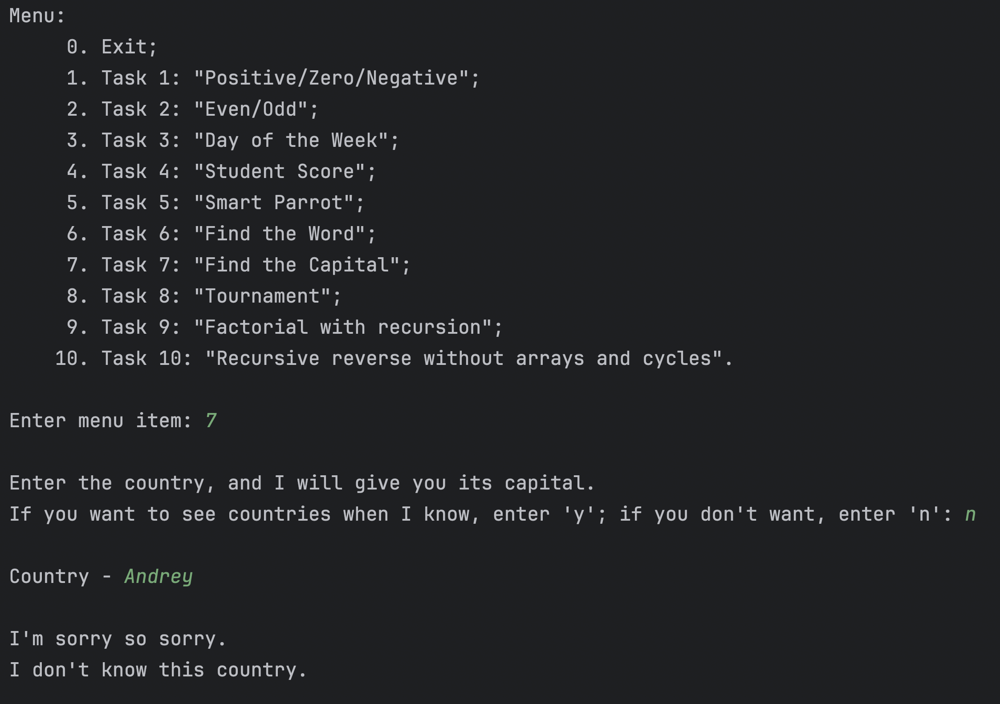 Menu:
0. Exit;
1. Task 1: "Positive/Zero/Negative";
2. Task 2: "Even/Odd";
3. Task 3: "Day of the Week";
4. Task 4: "Student Score";
5. Task 5: "Smart Parrot";
6. Task 6: "Find the Word";
7. Task 7: "Find the Capital";
8. Task 8: "Tournament";
9. Task 9: "Factorial with recursion";
10. Task 10: "Recursive reverse without arrays and cycles".
Enter menu item: 7
Enter the country, and I will give you its capital.
If you want to see countries when I know, enter 'y'; if you don't want, enter 'n': n
Country - Andrey
I'm sorry so sorry.
I don't know this country.